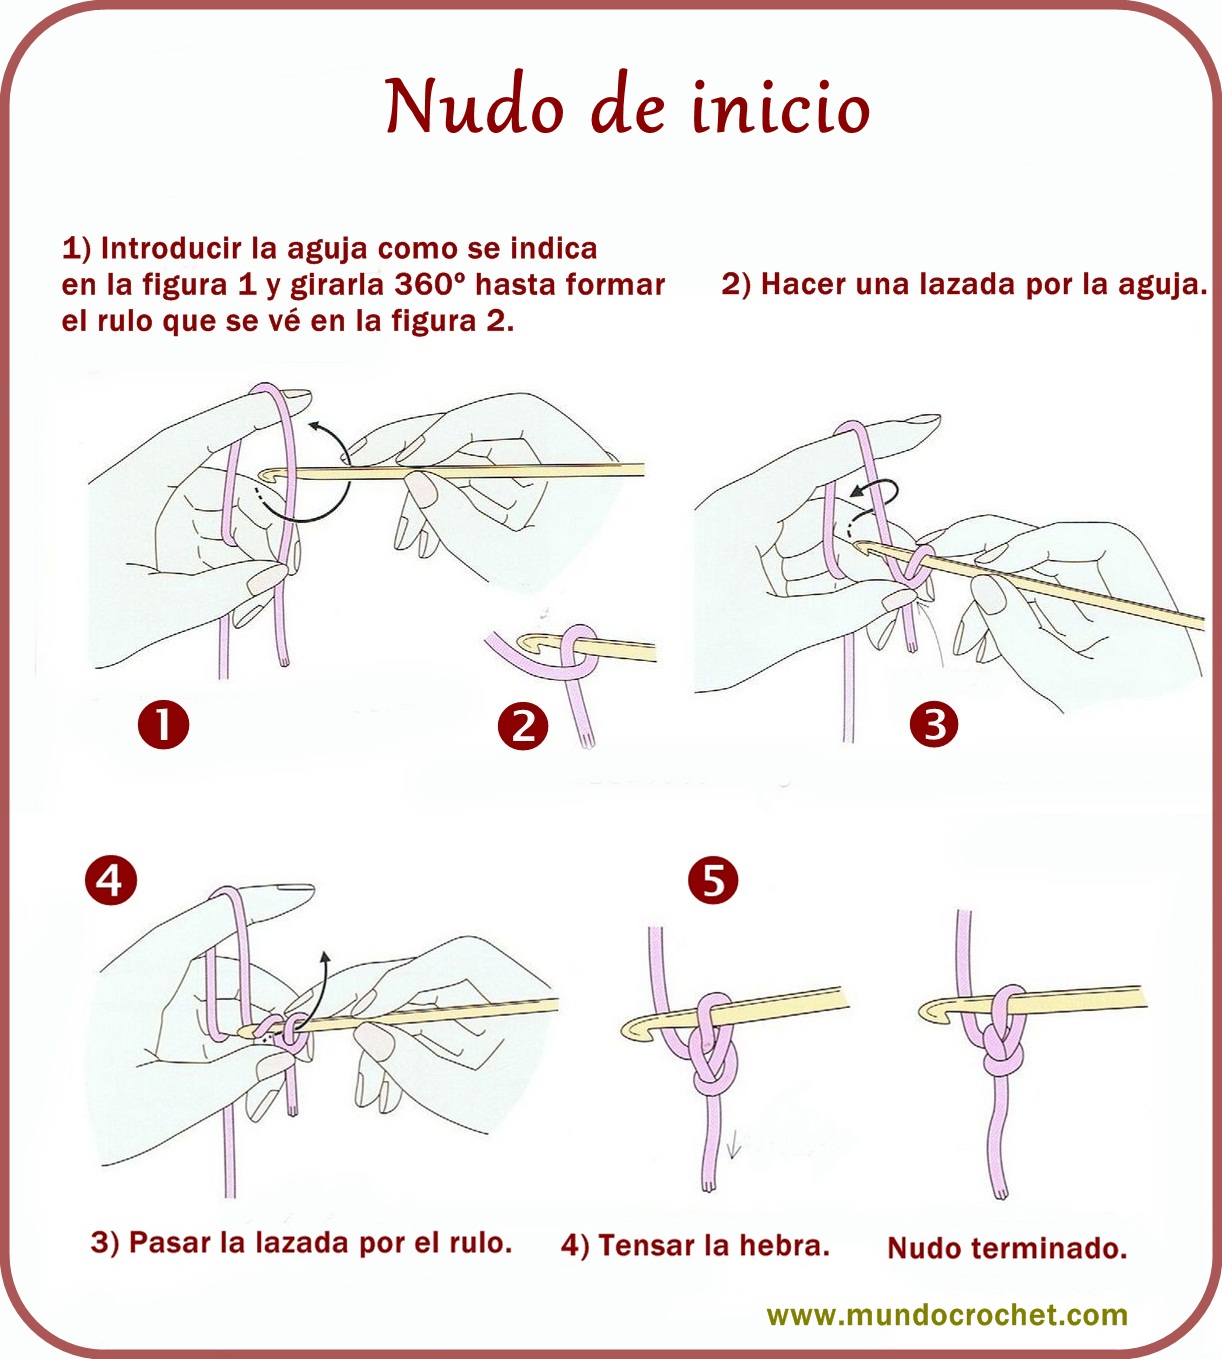 Nudo de inicio
1) Introducir la aguja como se indica
en la figura 1 y girarla 360º hasta formar
el rulo que se vé en la figura 2.
2) Hacer una lazada por la aguja.
1
2
3
4
5
3) Pasar la lazada por el rulo.
4) Tensar la hebra.
Nudo terminado.
www.mundocrochet.com